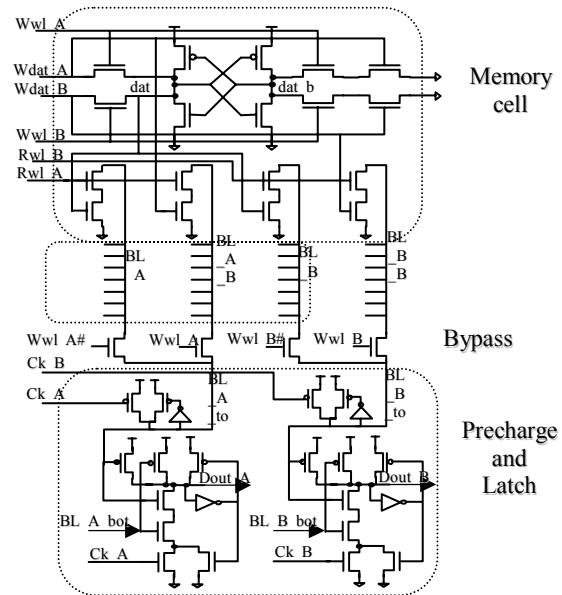 Wwl_A
Wdat_A
Wdat_B
dat
dat_b
Memory
cell
Wwl_B
Rwl_B
Rwl_A
BL
_A
BL
_A
_B
BL
_B
BL
_B
_B
Wwl_A#
Wwl_A
Wwl_B#
Wwl_B
Bypass
Ck_B
Ck_A
BL
_A
_to
BL
_B
_to
Precharge
and
Latch
Dout_A
Dout_B
BL_A_bot
BL_B_bot
Ck_A
Ck_B